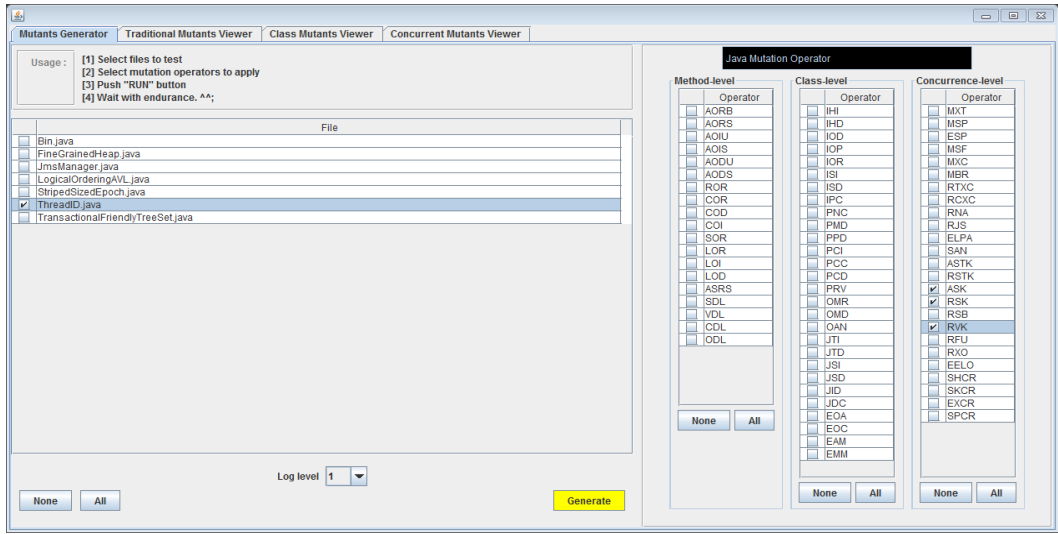 Mutants Generator
Traditional Mutants Viewer
Class Mutants Viewer
Concurrent Mutants Viewer
Usage :
[1] Select files to test
[2] Select mutation operators to apply
[3] Push "RUN" button
[4] Wait with endurance. ^^;
File
Bin.java
FineGrainedHeap.java
JmsManager.java
LogicalOrderingAVL.java
StripedSizedEpoch.java
ThreadID.java
TransactionalFriendlyTreeSet.java
Log level 1
None
All
Generate
Java Mutation Operator
Method-level
Operator
AORB
AORS
AOIU
AOIS
AODU
AODS
ROR
COR
COD
COI
SOR
LOR
LOI
LOD
ASRS
SDL
VDL
CDL
ODL
None
All
Class-level
Operator
IHI
IHD
IOD
IOP
IOR
ISI
ISD
IPC
PNC
PMD
PPD
PCI
PCC
PCD
PRV
OMR
OMD
OAN
JTI
JTD
JSI
JSD
JID
JDC
EOA
EOC
EAM
EMM
None
All
Concurrence-level
Operator
MXT
MSP
ESP
MSF
MXC
MBR
RTXC
RCXC
RNA
RJS
ELPA
SAN
ASTK
RSTK
ASK
RSK
RSB
RVK
RFU
RXO
EELO
SHCR
SKCR
EXCR
SPCR
None
All